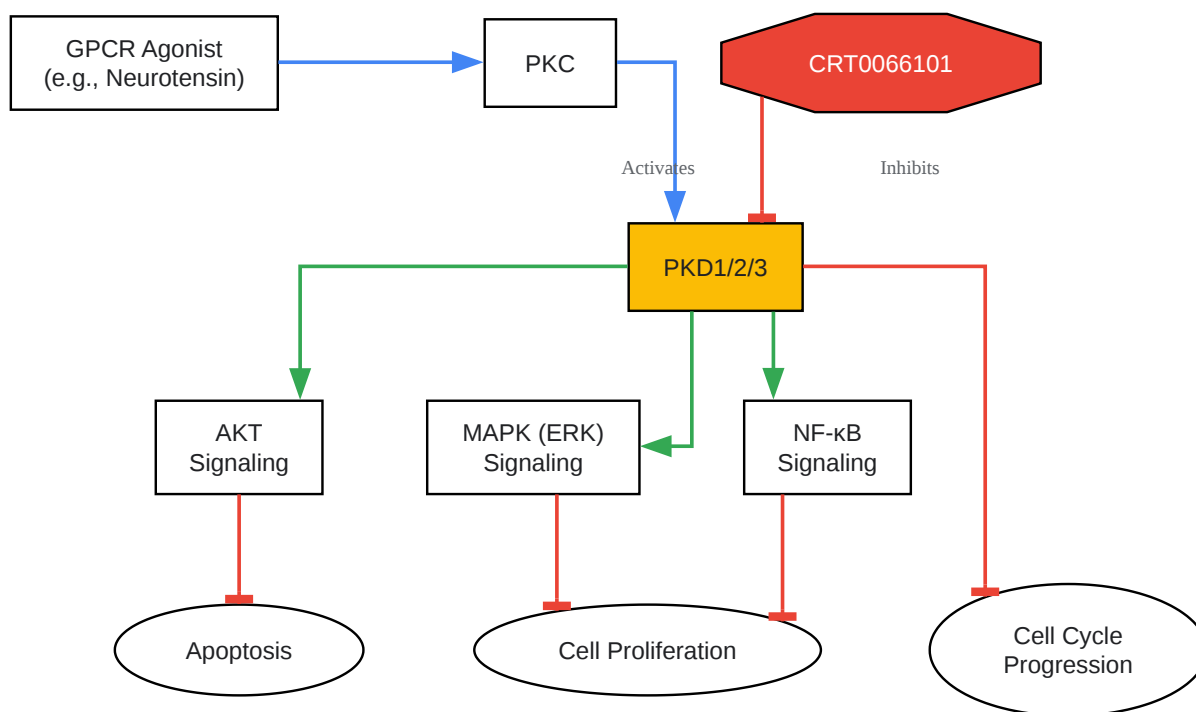 GPCR Agonist
(e.g., Neurotensin)
PKC
CRT0066101
Activates
Inhibits
PKD1/2/3
AKT
Signaling
MAPK (ERK)
Signaling
NF-κB
Signaling
Apoptosis
Cell Proliferation
Cell Cycle
Progression